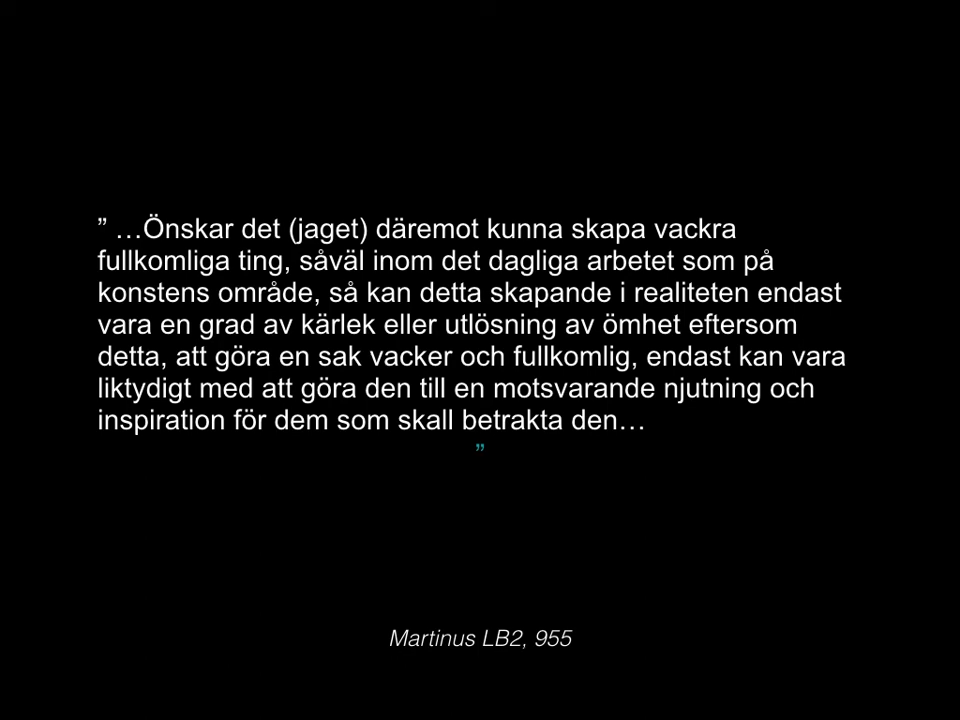 ” …Önskar det (jaget) däremot kunna skapa vackra
fullkomliga ting, såväl inom det dagliga arbetet som på
konstens område, så kan detta skapande i realiteten endast
vara en grad av kärlek eller utlösning av ömhet eftersom
detta, att göra en sak vacker och fullkomlig, endast kan vara
liktydigt med att göra den till en motsvarande njutning och
inspiration för dem som skall betrakta den…
”
Martinus LB2, 955